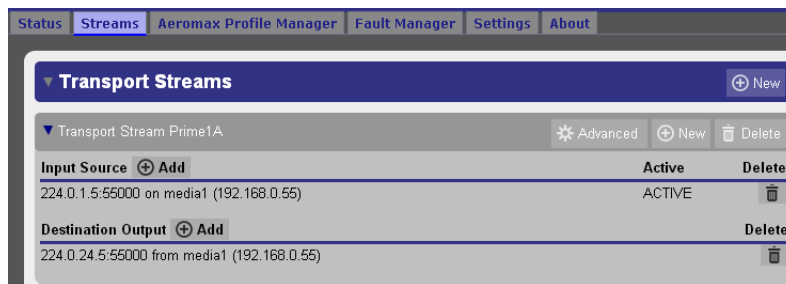 Status Streams Aeromax Profile Manager Fault Manager Settings About
Transport Streams New
Transport Stream Prime1A Advanced New Delete
Input Source Add Active Delete
224.0.1.5:55000 on media1 (192.168.0.55) ACTIVE
Destination Output Add Delete
224.0.24.5:55000 from media1 (192.168.0.55)